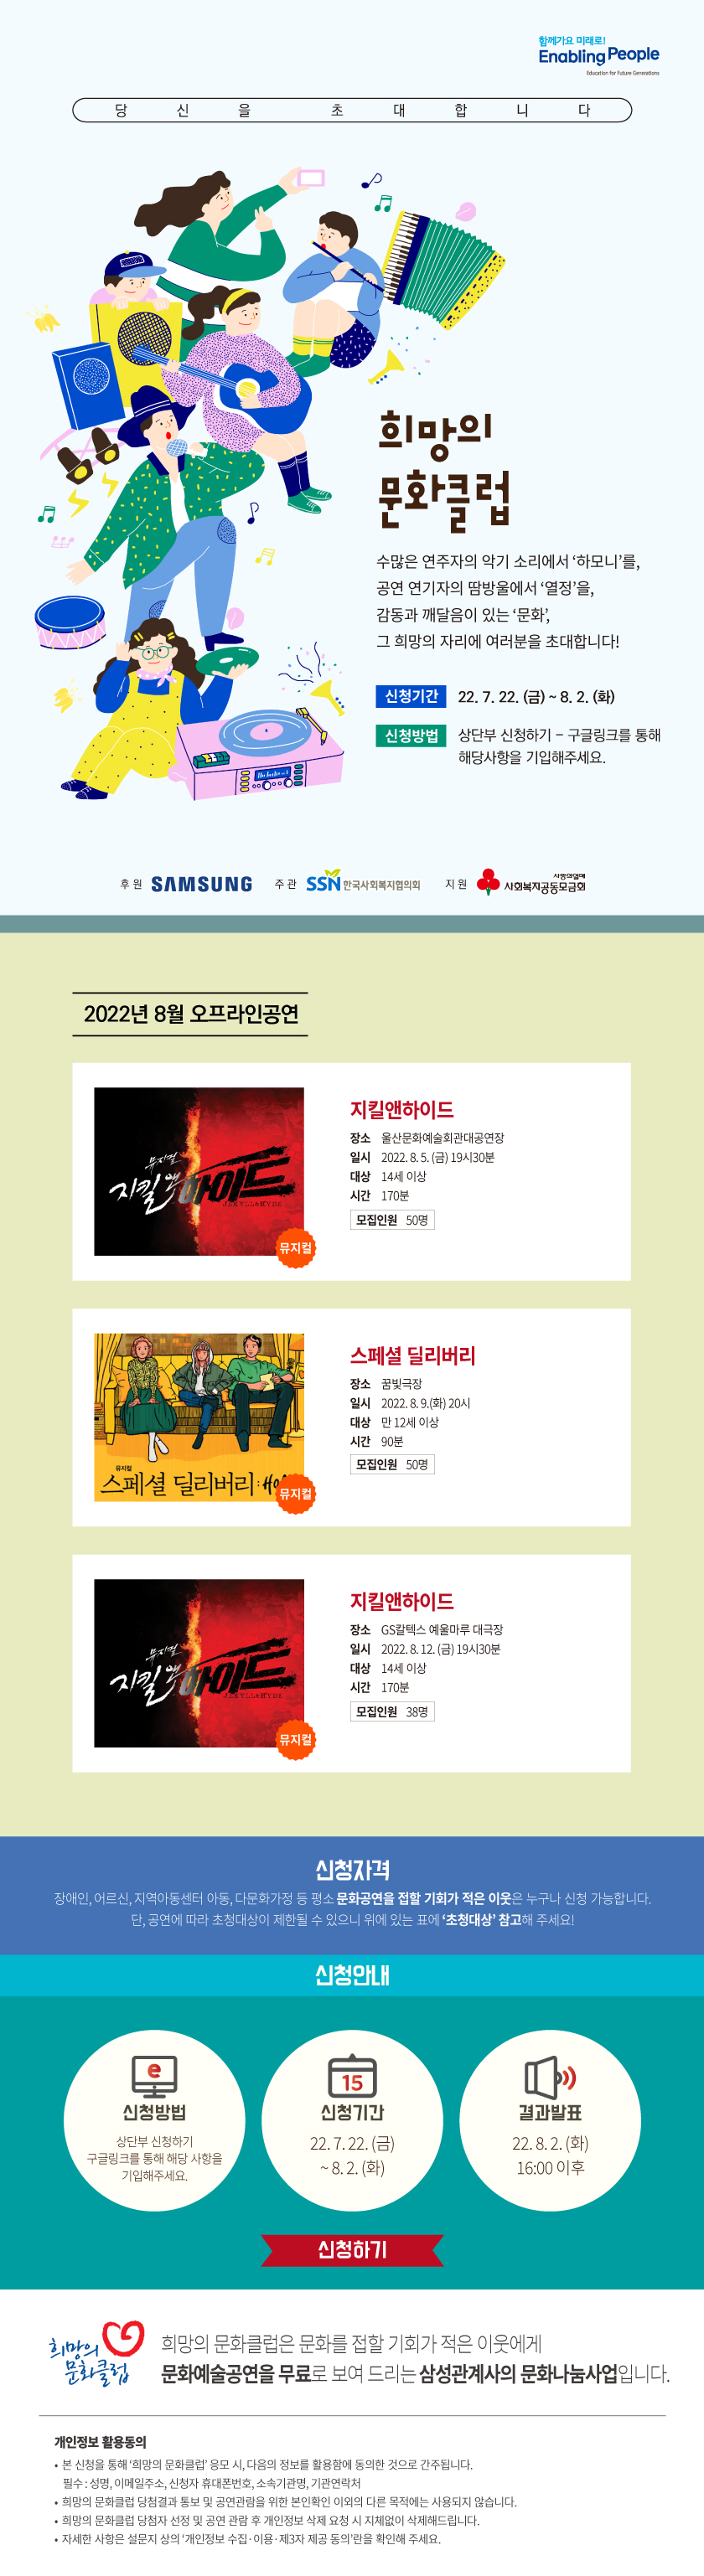 함께가요 미래로!
Enabling People
Education for Future Generations
당신을 초대합니다
희망의
문화클럽
수많은 연주자의 악기 소리에서 ‘하모니’를,
공연 연기자의 땀방울에서 ‘열정’을,
감동과 깨달음이 있는 ‘문화’,
그 희망의 자리에 여러분을 초대합니다!
신청기간 22. 7. 22. (금) ~ 8. 2. (화)
신청방법 상단부 신청하기 – 구글링크를 통해
해당사항을 기입해주세요.
후원 SAMSUNG 주관 SSN 한국사회복지협의회 지원 사랑의열매 사회복지공동모금회
2022년 8월 오프라인공연
뮤지컬
지킬앤하이드
JEKYLL&HYDE
뮤지컬
지킬앤하이드
장소 울산문화예술회관대공연장
일시 2022. 8. 5. (금) 19시30분
대상 14세 이상
시간 170분
모집인원 50명
뮤지컬
스페셜 딜리버리 :
뮤지컬
스페셜 딜리버리
장소 꿈빛극장
일시 2022. 8. 9.(화) 20시
대상 만 12세 이상
시간 90분
모집인원 50명
뮤지컬
지킬앤하이드
JEKYLL&HYDE
뮤지컬
지킬앤하이드
장소 GS칼텍스 예울마루 대극장
일시 2022. 8. 12. (금) 19시30분
대상 14세 이상
시간 170분
모집인원 38명
신청자격
장애인, 어르신, 지역아동센터 아동, 다문화가정 등 평소 문화공연을 접할 기회가 적은 이웃은 누구나 신청 가능합니다.
단, 공연에 따라 초청대상이 제한될 수 있으니 위에 있는 표에 ‘초청대상’ 참고해 주세요!
신청안내
e
신청방법
상단부 신청하기
구글링크를 통해 해당 사항을
기입해주세요.
15
신청기간
22. 7. 22. (금)
~ 8. 2. (화)
결과발표
22. 8. 2. (화)
16:00 이후
신청하기
희망의
문화클럽
희망의 문화클럽은 문화를 접할 기회가 적은 이웃에게
문화예술공연을 무료로 보여 드리는 삼성관계사의 문화나눔사업입니다.
개인정보 활용동의
• 본 신청을 통해 ‘희망의 문화클럽’ 응모 시, 다음의 정보를 활용함에 동의한 것으로 간주됩니다.
필수 : 성명, 이메일주소, 신청자 휴대폰번호, 소속기관명, 기관연락처
• 희망의 문화클럽 당첨결과 통보 및 공연관람을 위한 본인확인 이외의 다른 목적에는 사용되지 않습니다.
• 희망의 문화클럽 당첨자 선정 및 공연 관람 후 개인정보 삭제 요청 시 지체없이 삭제해드립니다.
• 자세한 사항은 설문지 상의 ‘개인정보 수집·이용·제3자 제공 동의’란을 확인해 주세요.